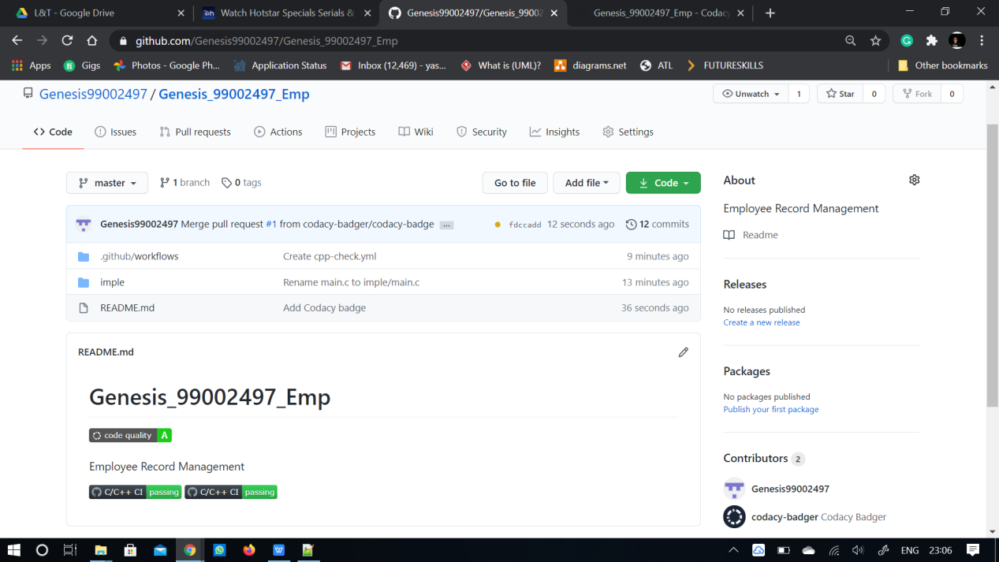 L&T - Google Drive
Watch Hotstar Specials Serials &
Genesis99002497/Genesis_99002
Genesis_99002497_Emp - Codac
github.com/Genesis99002497/Genesis_99002497_Emp
Apps
Gigs
Photos - Google Ph...
Application Status
Inbox (12,469) - yas...
What is (UML)?
diagrams.net
ATL
FUTURESKILLS
Other bookmarks
Genesis99002497 / Genesis_99002497_Emp
Unwatch 1
Star 0
Fork 0
Code
Issues
Pull requests
Actions
Projects
Wiki
Security
Insights
Settings
master
1 branch
0 tags
Go to file
Add file
Code
Genesis99002497 Merge pull request #1 from codacy-badger/codacy-badge ...
fdccadd 12 seconds ago
12 commits
.github/workflows Create cpp-check.yml 9 minutes ago
imple Rename main.c to imple/main.c 13 minutes ago
README.md Add Codacy badge 36 seconds ago
README.md
Genesis_99002497_Emp
code quality A
Employee Record Management
C/C++ CI passing C/C++ CI passing
About
Employee Record Management
Readme
Releases
No releases published
Create a new release
Packages
No packages published
Publish your first package
Contributors 2
Genesis99002497
codacy-badger Codacy Badger
ENG 23:06